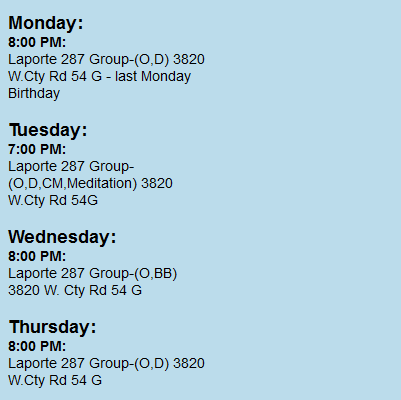 Monday:
8:00 PM:
Laporte 287 Group-(O,D) 3820
W.Cty Rd 54 G - last Monday
Birthday
Tuesday:
7:00 PM:
Laporte 287 Group-
(O,D,CM,Meditation) 3820
W.Cty Rd 54G
Wednesday:
8:00 PM:
Laporte 287 Group-(O,BB)
3820 W. Cty Rd 54 G
Thursday:
8:00 PM:
Laporte 287 Group-(O,D) 3820
W.Cty Rd 54 G